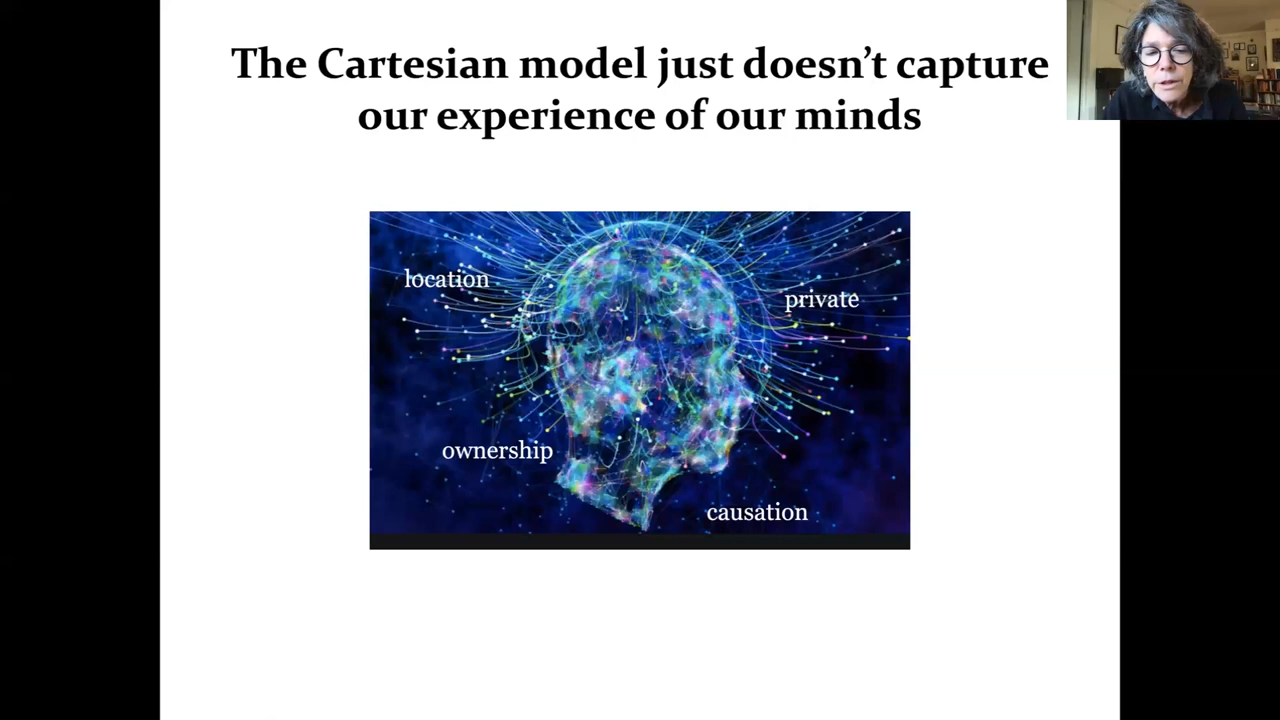 The Cartesian model just doesn’t capture
our experience of our minds
location
private
ownership
causation